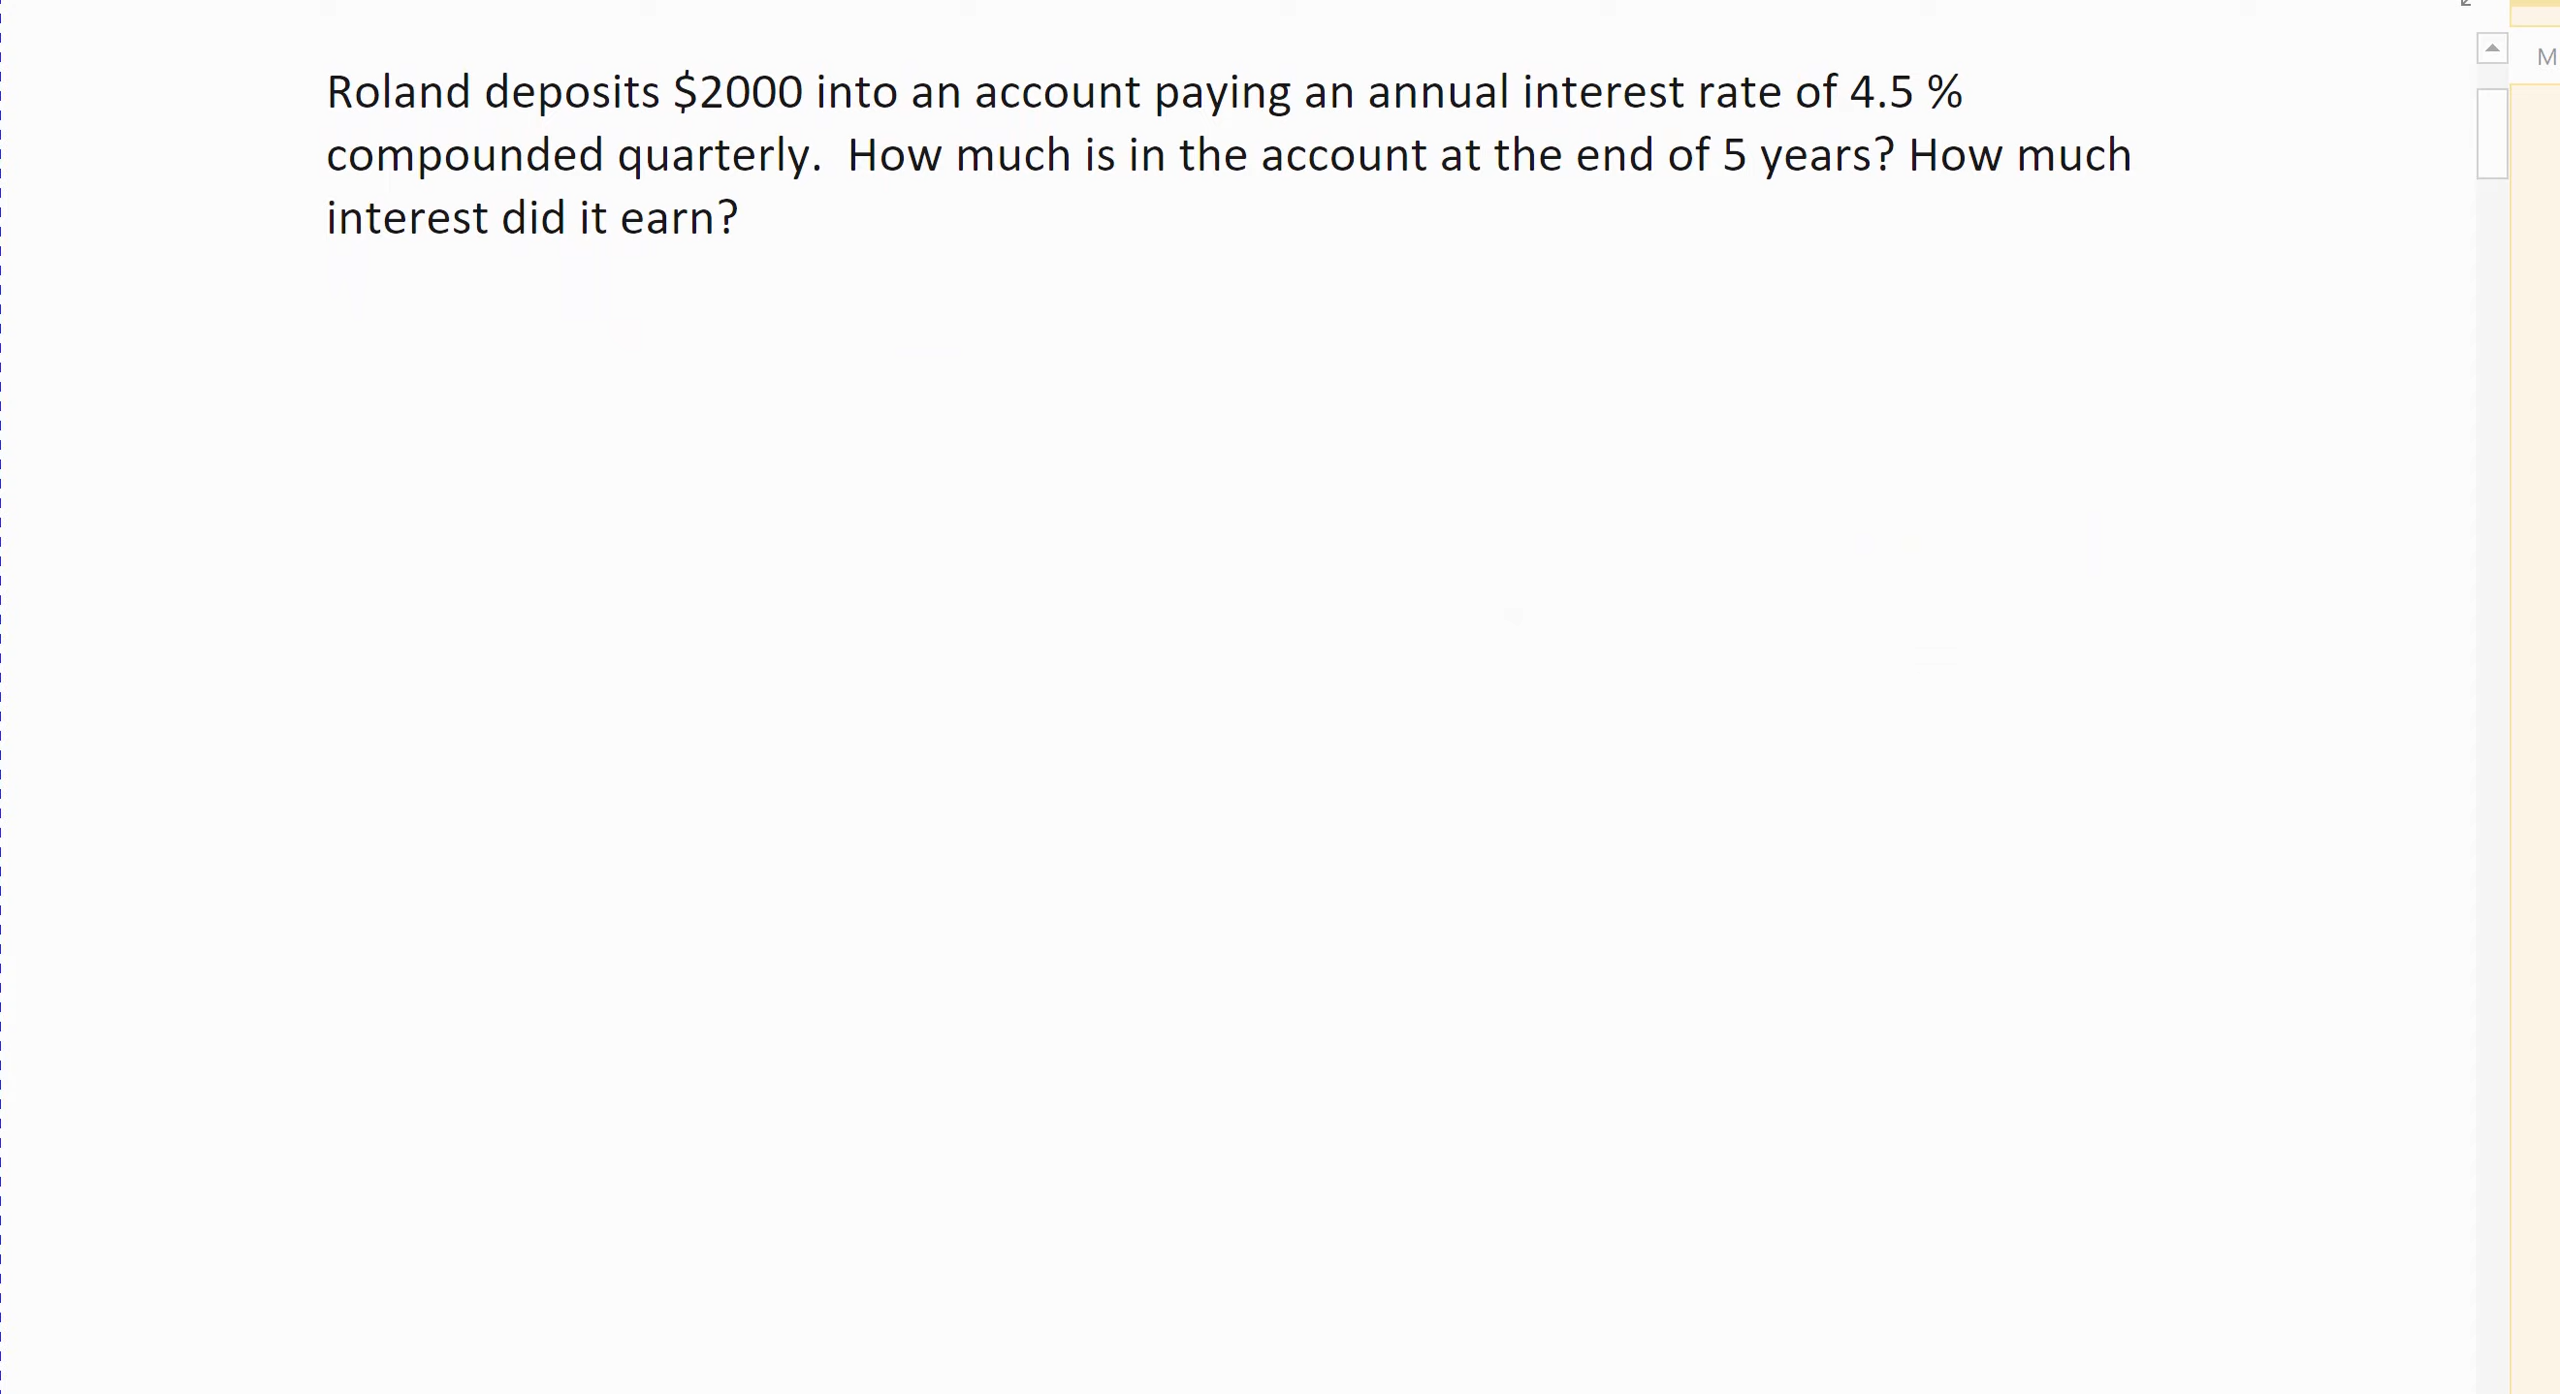 Roland deposits $2000 into an account paying an annual interest rate of 4.5 %
compounded quarterly.  How much is in the account at the end of 5 years? How much
interest did it earn?
M